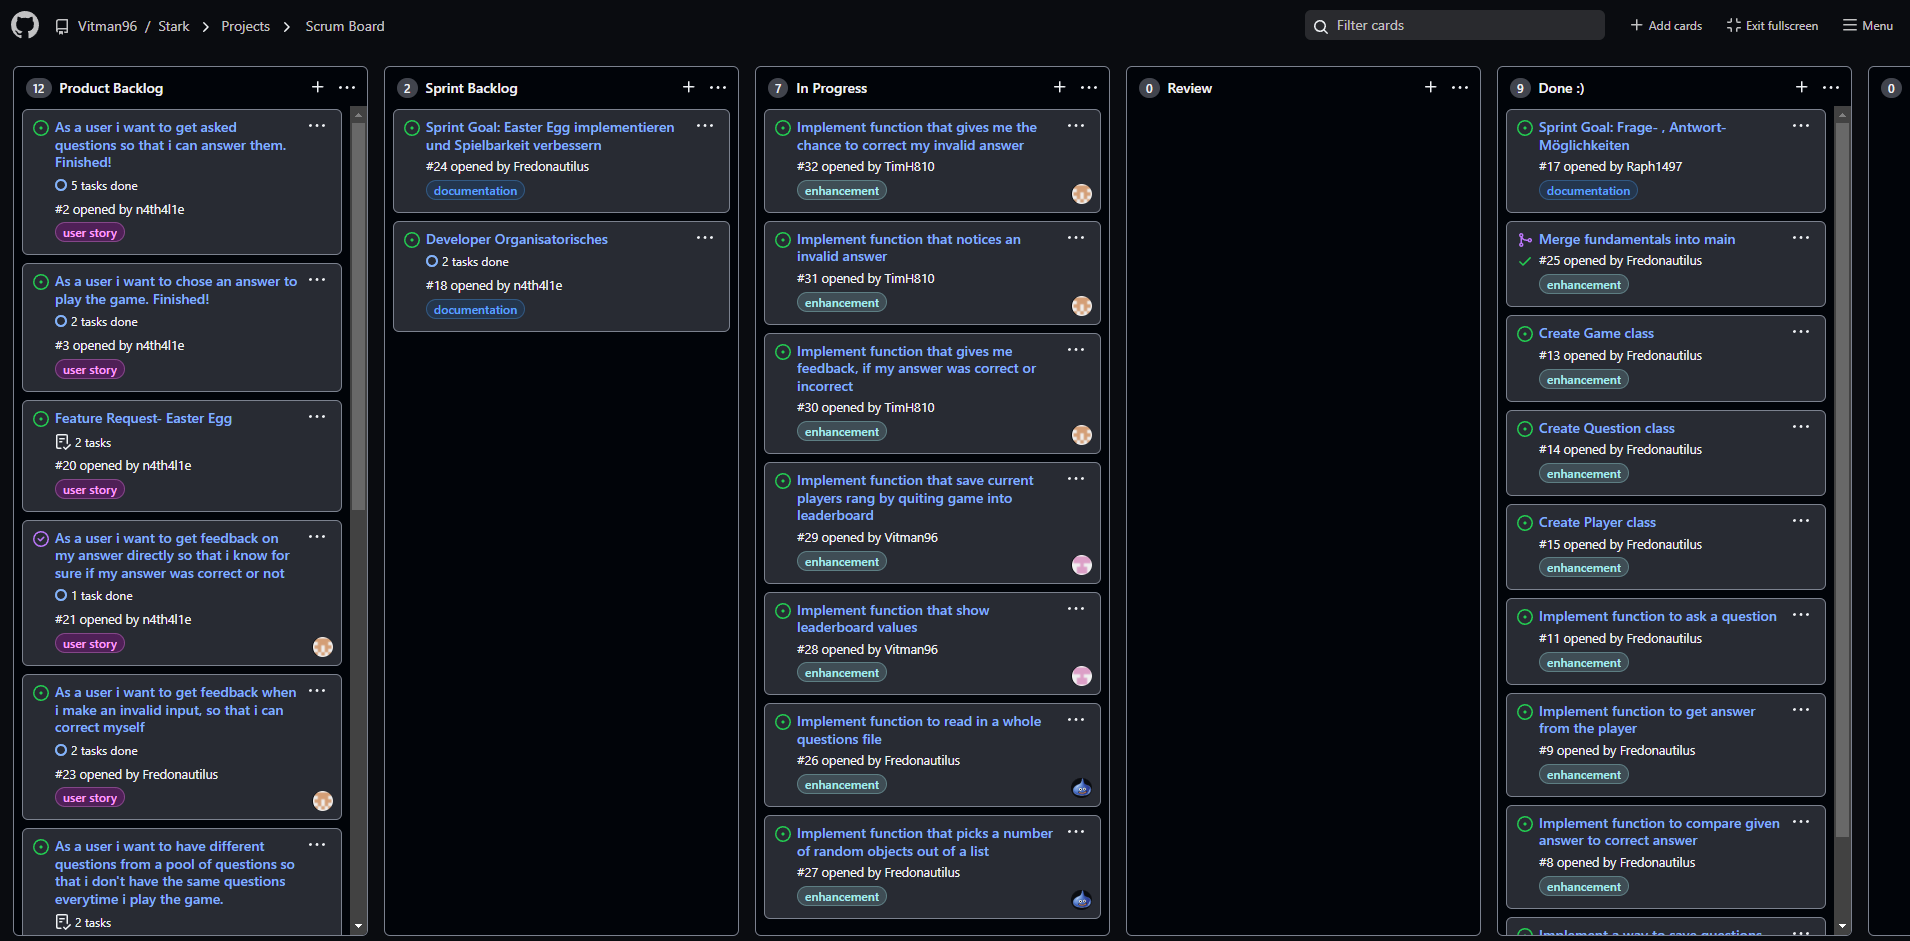 Vitman96 / Stark > Projects > Scrum Board
Filter cards
Add cards
Exit fullscreen
Menu
12 Product Backlog
As a user i want to get asked
questions so that i can answer them.
Finished!
5 tasks done
#2 opened by n4th4l1e
user story
As a user i want to chose an answer to
play the game. Finished!
2 tasks done
#3 opened by n4th4l1e
user story
Feature Request- Easter Egg
2 tasks
#20 opened by n4th4l1e
user story
As a user i want to get feedback on
my answer directly so that i know for
sure if my answer was correct or not
1 task done
#21 opened by n4th4l1e
user story
As a user i want to get feedback when
i make an invalid input, so that i can
correct myself
2 tasks done
#23 opened by Fredonautilus
user story
As a user i want to have different
questions from a pool of questions so
that i don't have the same questions
everytime i play the game.
2 tasks
2 Sprint Backlog
Sprint Goal: Easter Egg implementieren
und Spielbarkeit verbessern
#24 opened by Fredonautilus
documentation
Developer Organisatorisches
2 tasks done
#18 opened by n4th4l1e
documentation
7 In Progress
Implement function that gives me the
chance to correct my invalid answer
#32 opened by TimH810
enhancement
Implement function that notices an
invalid answer
#31 opened by TimH810
enhancement
Implement function that gives me
feedback, if my answer was correct or
incorrect
#30 opened by TimH810
enhancement
Implement function that save current
players rang by quiting game into
leaderboard
#29 opened by Vitman96
enhancement
Implement function that show
leaderboard values
#28 opened by Vitman96
enhancement
Implement function to read in a whole
questions file
#26 opened by Fredonautilus
enhancement
Implement function that picks a number
of random objects out of a list
#27 opened by Fredonautilus
enhancement
0 Review
9 Done :)
Sprint Goal: Frage- , Antwort-
Möglichkeiten
#17 opened by Raph1497
documentation
Merge fundamentals into main
#25 opened by Fredonautilus
enhancement
Create Game class
#13 opened by Fredonautilus
enhancement
Create Question class
#14 opened by Fredonautilus
enhancement
Create Player class
#15 opened by Fredonautilus
enhancement
Implement function to ask a question
#11 opened by Fredonautilus
enhancement
Implement function to get answer
from the player
#9 opened by Fredonautilus
enhancement
Implement function to compare given
answer to correct answer
#8 opened by Fredonautilus
enhancement
Implement a way to save questions
0